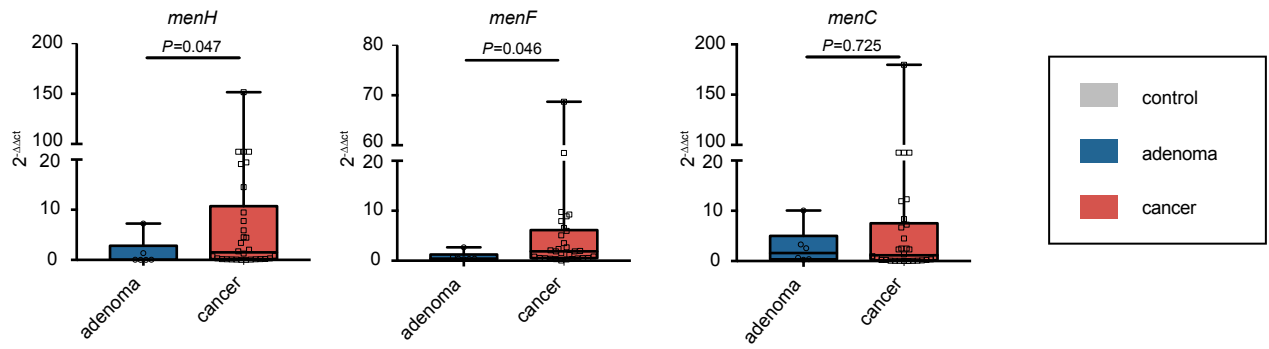 menH
menF
menC
P=0.047
P=0.046
P=0.725
2-ΔΔct
200
150
100
20
10
0
adenoma
cancer
2-ΔΔct
80
70
60
20
10
0
adenoma
cancer
2-ΔΔct
200
150
100
20
10
0
adenoma
cancer
control
adenoma
cancer